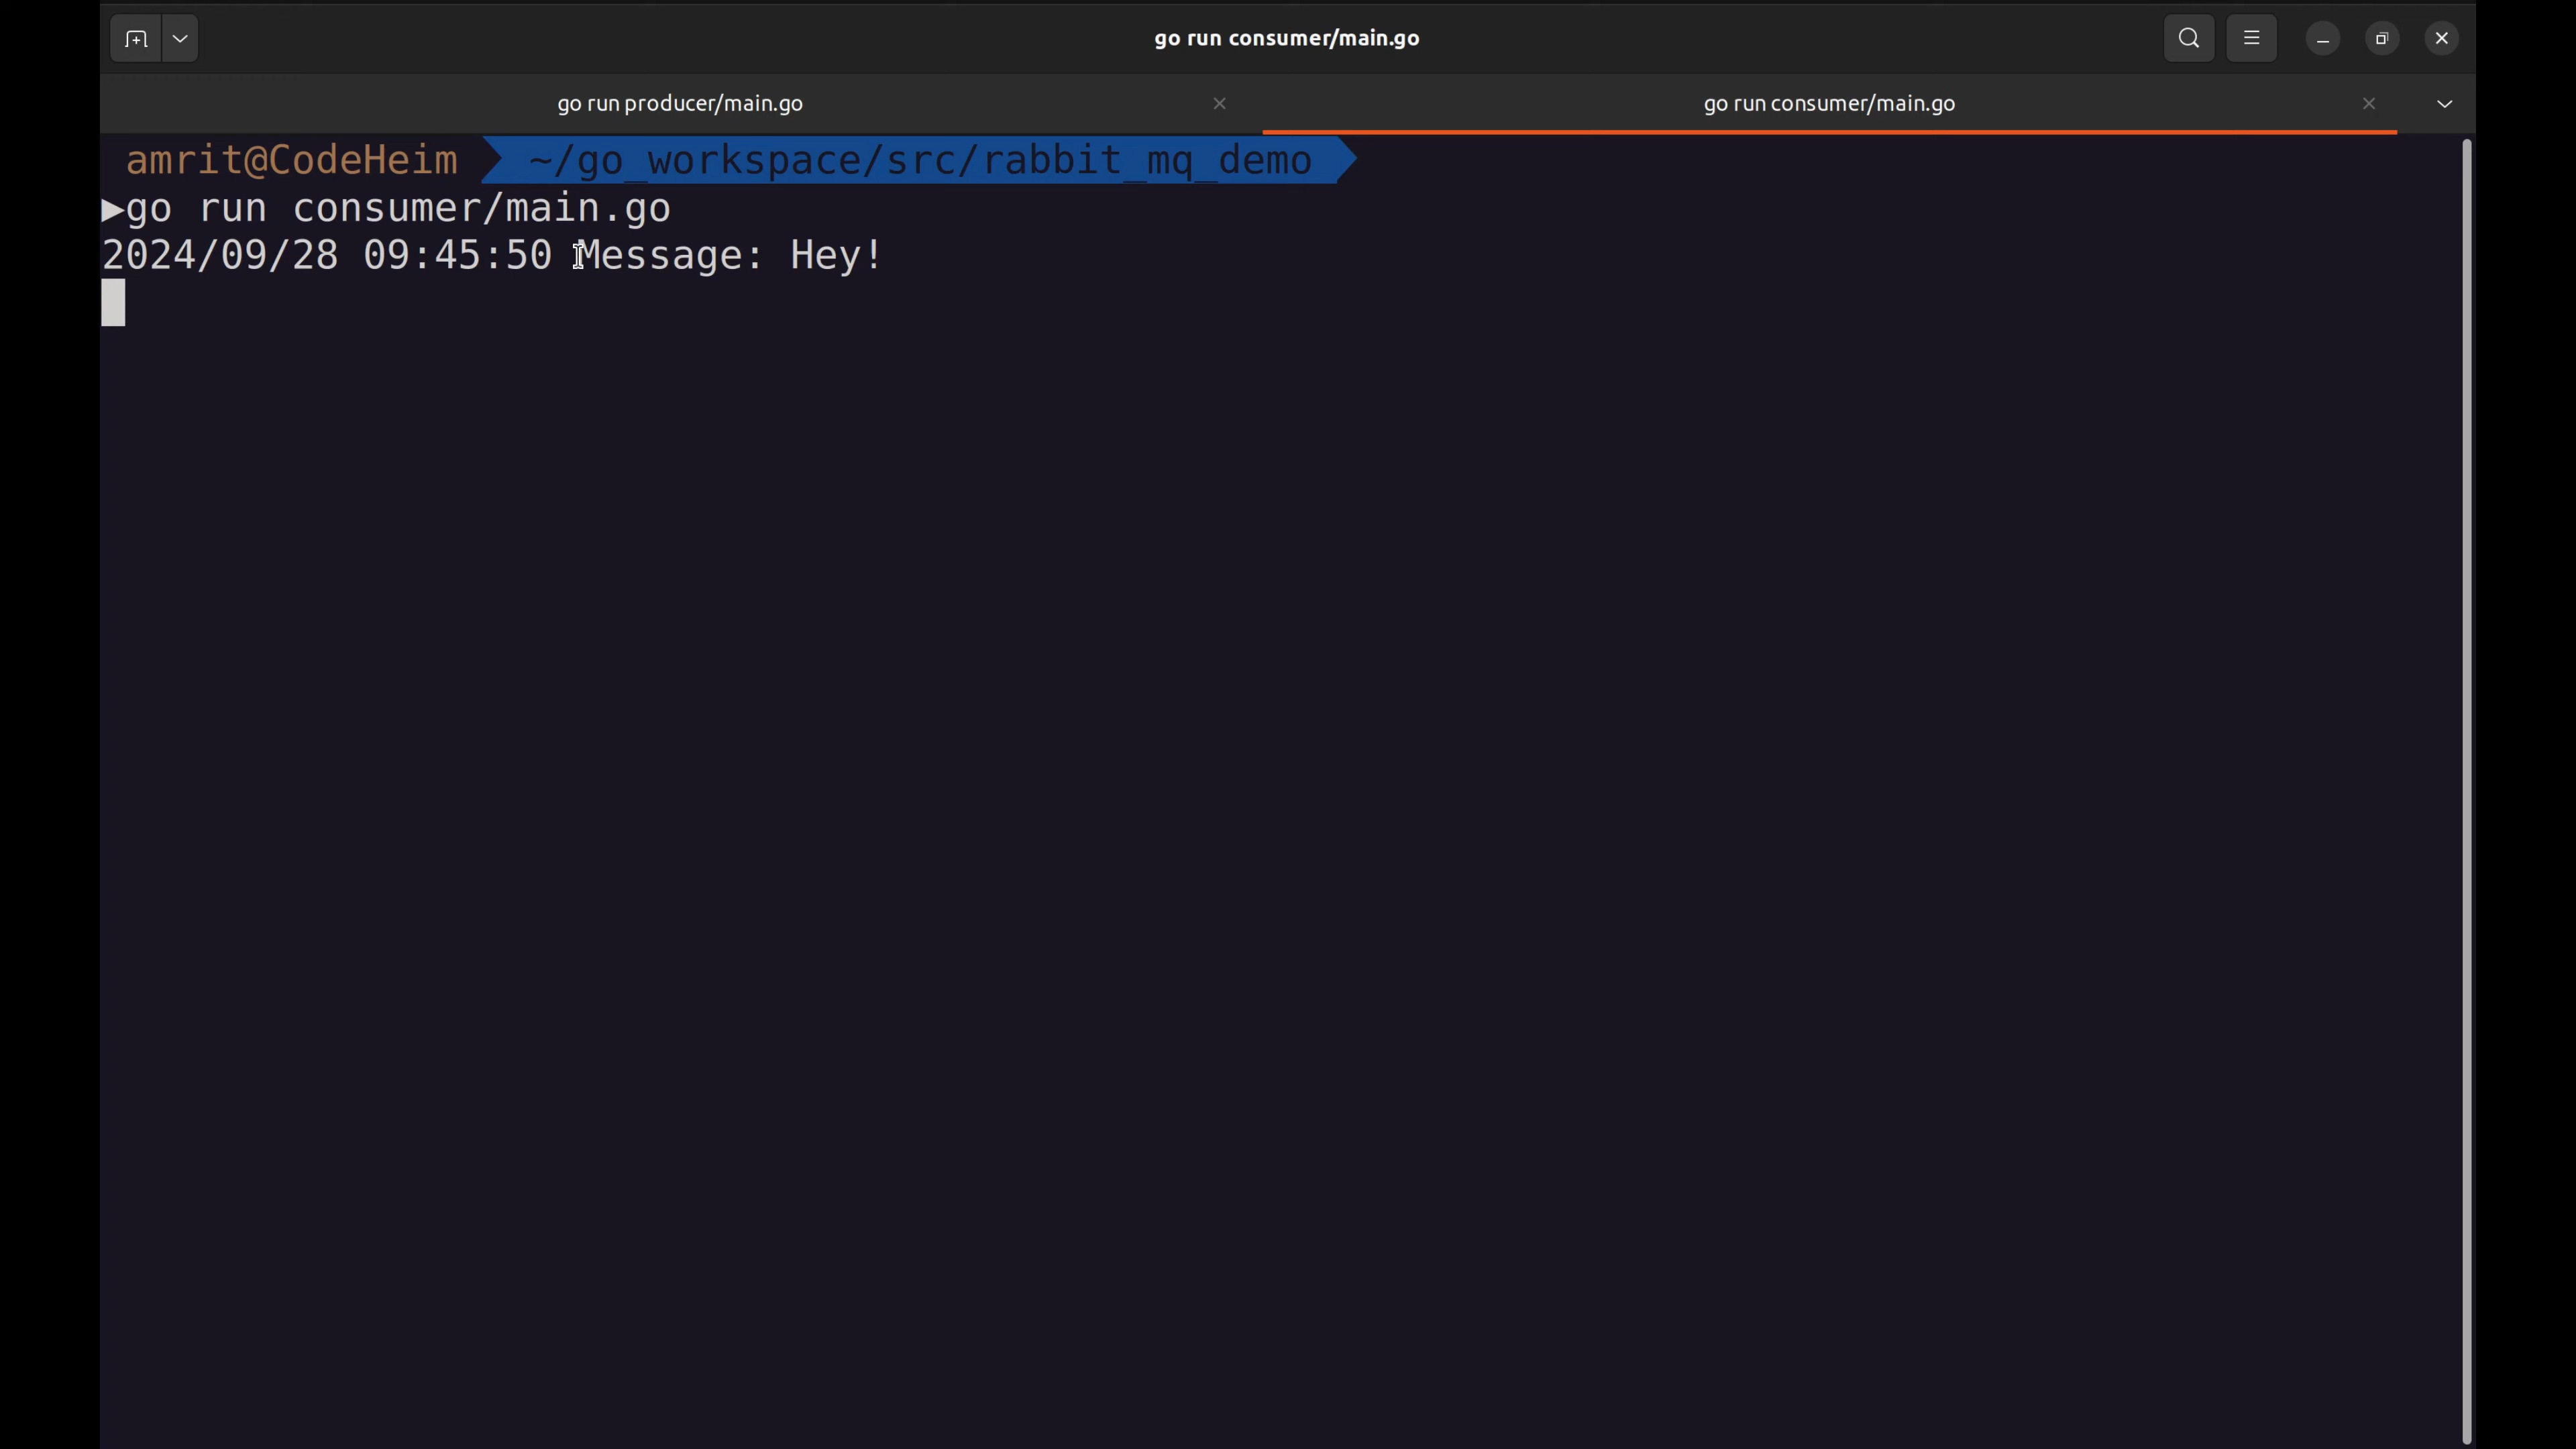 go run consumer/main.go
go run producer/main.go
go run consumer/main.go
amrit@CodeHeim ~/go_workspace/src/rabbit_mq_demo
▶go run consumer/main.go
2024/09/28 09:45:50 Message: Hey!